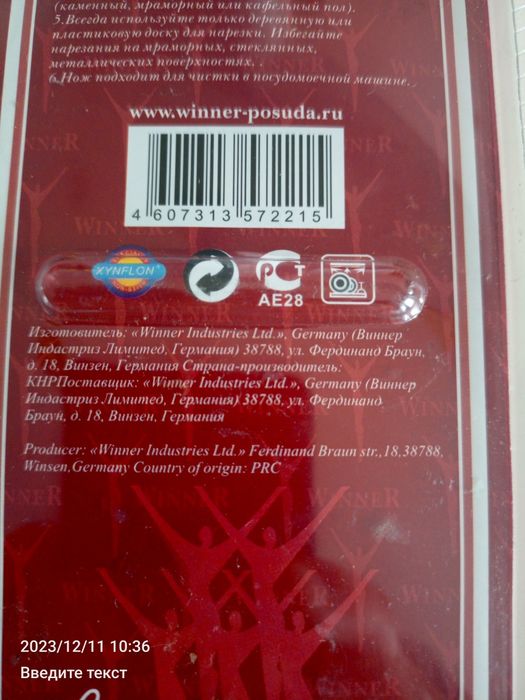 (каменный, мраморный или кафельный пол).
5.Всегда используйте только деревянную или
пластиковую доску для нарезки. Избегайте
нарезания на мраморных, стеклянных,
металлических поверхностях. .
6.Нож подходит для чистки в посудомоечной машине.
www.winner-posuda.ru
4 607313 572215
XYNFLON
РСТ
АЕ28
Изготовитель: «Winner Industries Ltd.», Germany (Виннер
Индастриз Лимитед, Германия) 38788, ул. Фердинанд Браун,
д. 18, Винзен, Германия Страна-производитель:
КНРПоставщик: «Winner Industries Ltd.», Germany (Виннер
Индастриз Лимитед, Германия) 38788, ул. Фердинанд
Браун, д. 18, Винзен, Германия
Producer: «Winner Industries Ltd.» Ferdinand Braun str.,18,38788,
Winsen,Germany Country of origin: PRC
WINNER
2023/12/11 10:36
Введите текст